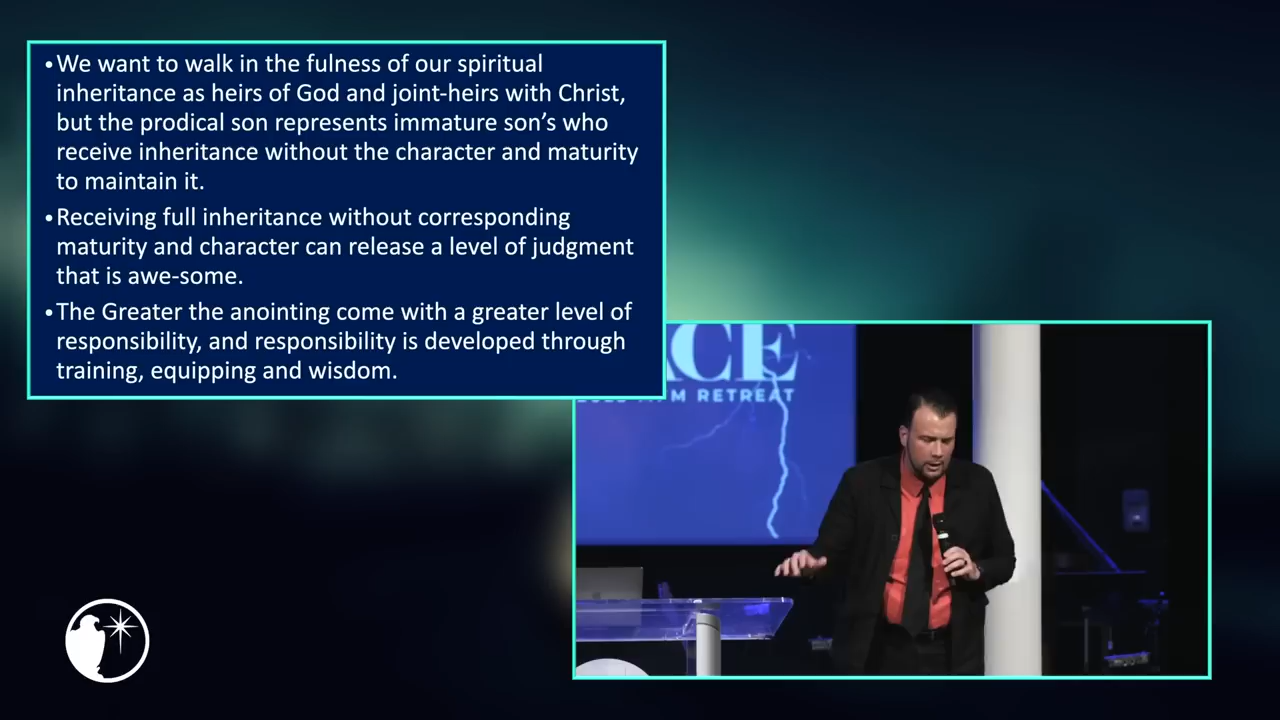 •We want to walk in the fulness of our spiritual
inheritance as heirs of God and joint-heirs with Christ,
but the prodical son represents immature son's who
receive inheritance without the character and maturity
to maintain it.
•Receiving full inheritance without corresponding
maturity and character can release a level of judgment
that is awe-some.
•The Greater the anointing come with a greater level of
responsibility, and responsibility is developed through
training, equipping and wisdom.
ACE
RETREAT